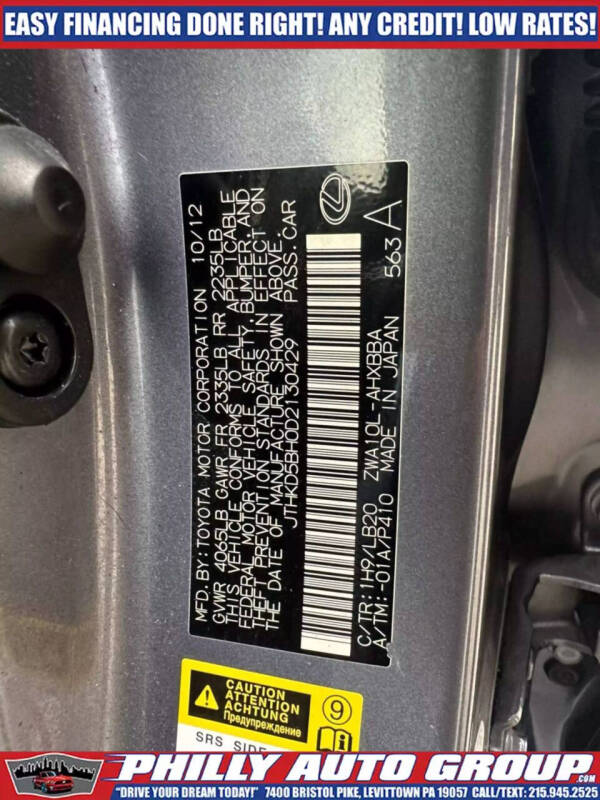 EASY FINANCING DONE RIGHT! ANY CREDIT! LOW RATES!
MFD. BY: TOYOTA MOTOR CORPORATION 10/12
GVWR 4065LB GAWR FR 2335LB RR 2235LB
THIS VEHICLE CONFORMS TO ALL APPLICABLE
FEDERAL MOTOR VEHICLE SAFETY, BUMPER, AND
THEFT PREVENTION STANDARDS IN EFFECT ON
THE DATE OF MANUFACTURE SHOWN ABOVE.
JTHKD5BH0D2130429 PASS. CAR
C/TR: 1H9/LB20 ZWA10L-AHXBBA
A/TM: -01A/P410 MADE IN JAPAN 563 A
CAUTION
ATTENTION
ACHTUNG
Предупреждение
9
SRS SIDE
PHILLY AUTO GROUP.COM
"DRIVE YOUR DREAM TODAY!" 7400 BRISTOL PIKE, LEVITTOWN PA 19057 CALL/TEXT: 215.945.2525